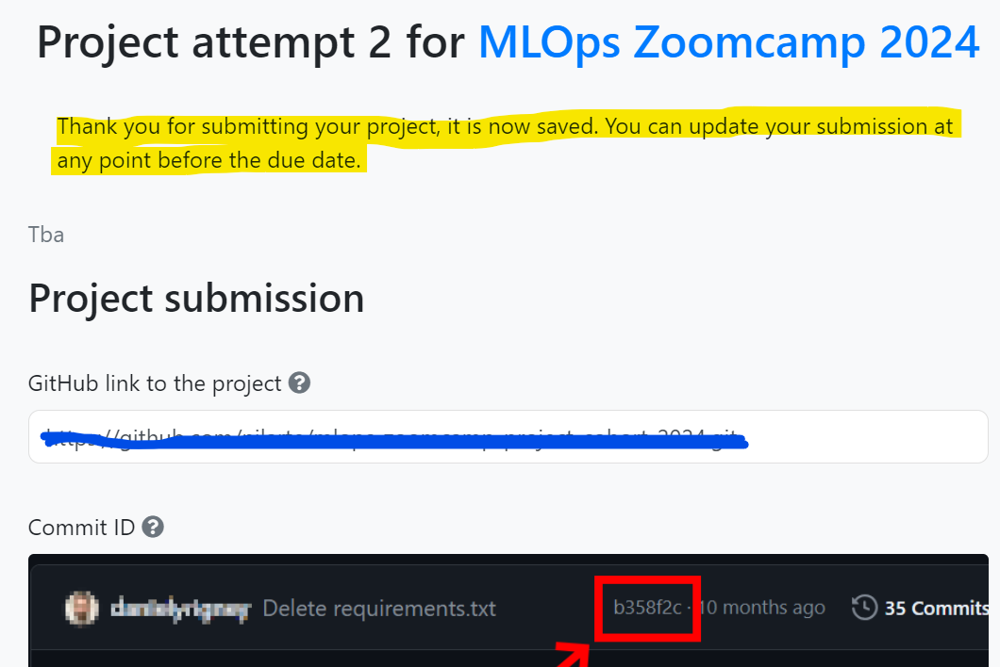 Project attempt 2 for MLOps Zoomcamp 2024
Thank you for submitting your project, it is now saved. You can update your submission at
any point before the due date.
Tba
Project submission
GitHub link to the project ?
Commit ID ?
Delete requirements.txt b358f2c · 10 months ago 35 Commits